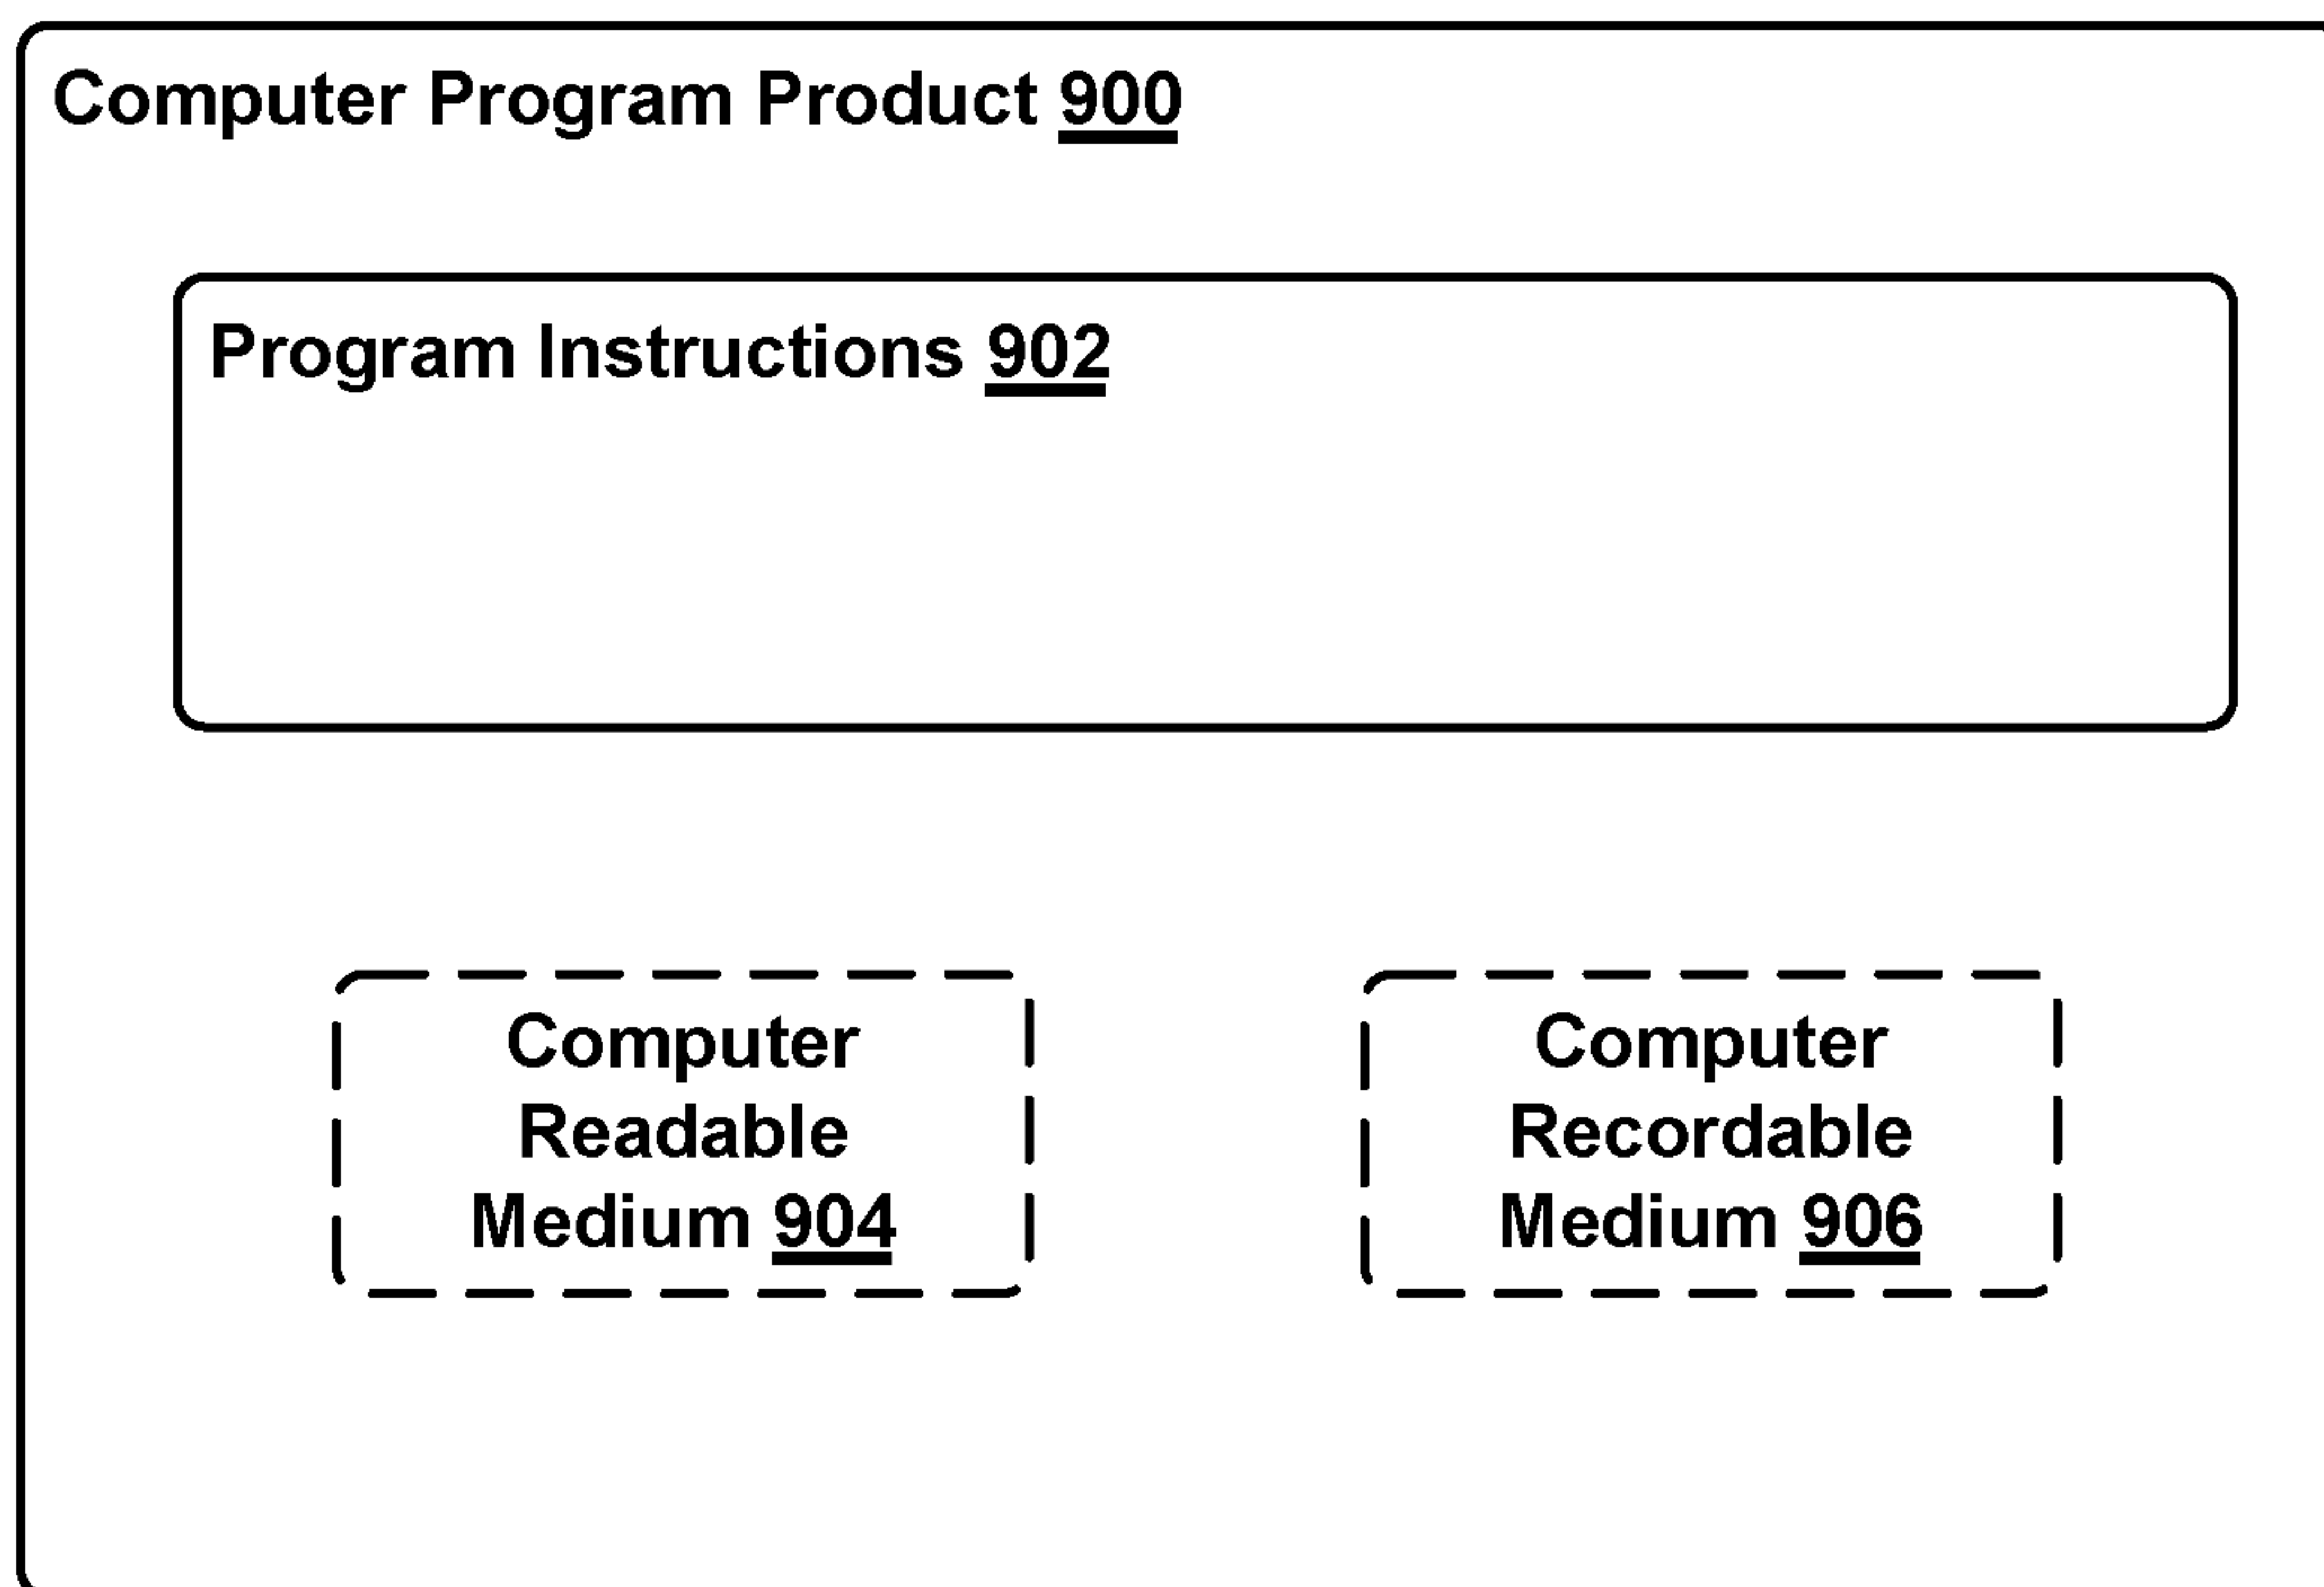 Computer Program Product 900
Program Instructions 902
Computer
Readable
Medium 904
Computer
Recordable
Medium 906